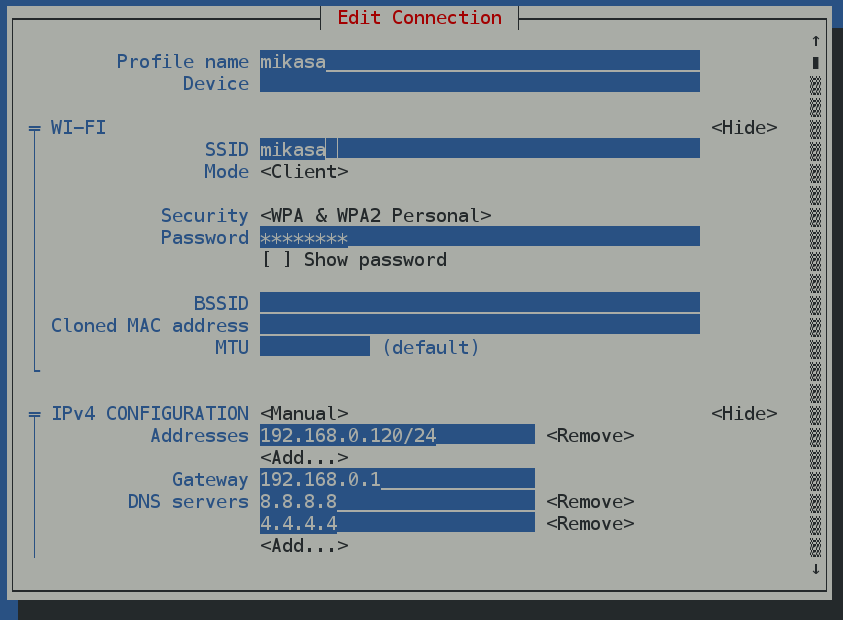 Edit Connection
Profile name mikasa
Device
WI-FI <Hide>
SSID mikasa
Mode <Client>
Security <WPA & WPA2 Personal>
Password ********
[ ] Show password
BSSID
Cloned MAC address
MTU (default)
IPv4 CONFIGURATION <Manual> <Hide>
Addresses 192.168.0.120/24 <Remove>
<Add...>
Gateway 192.168.0.1
DNS servers 8.8.8.8 <Remove>
4.4.4.4 <Remove>
<Add...>